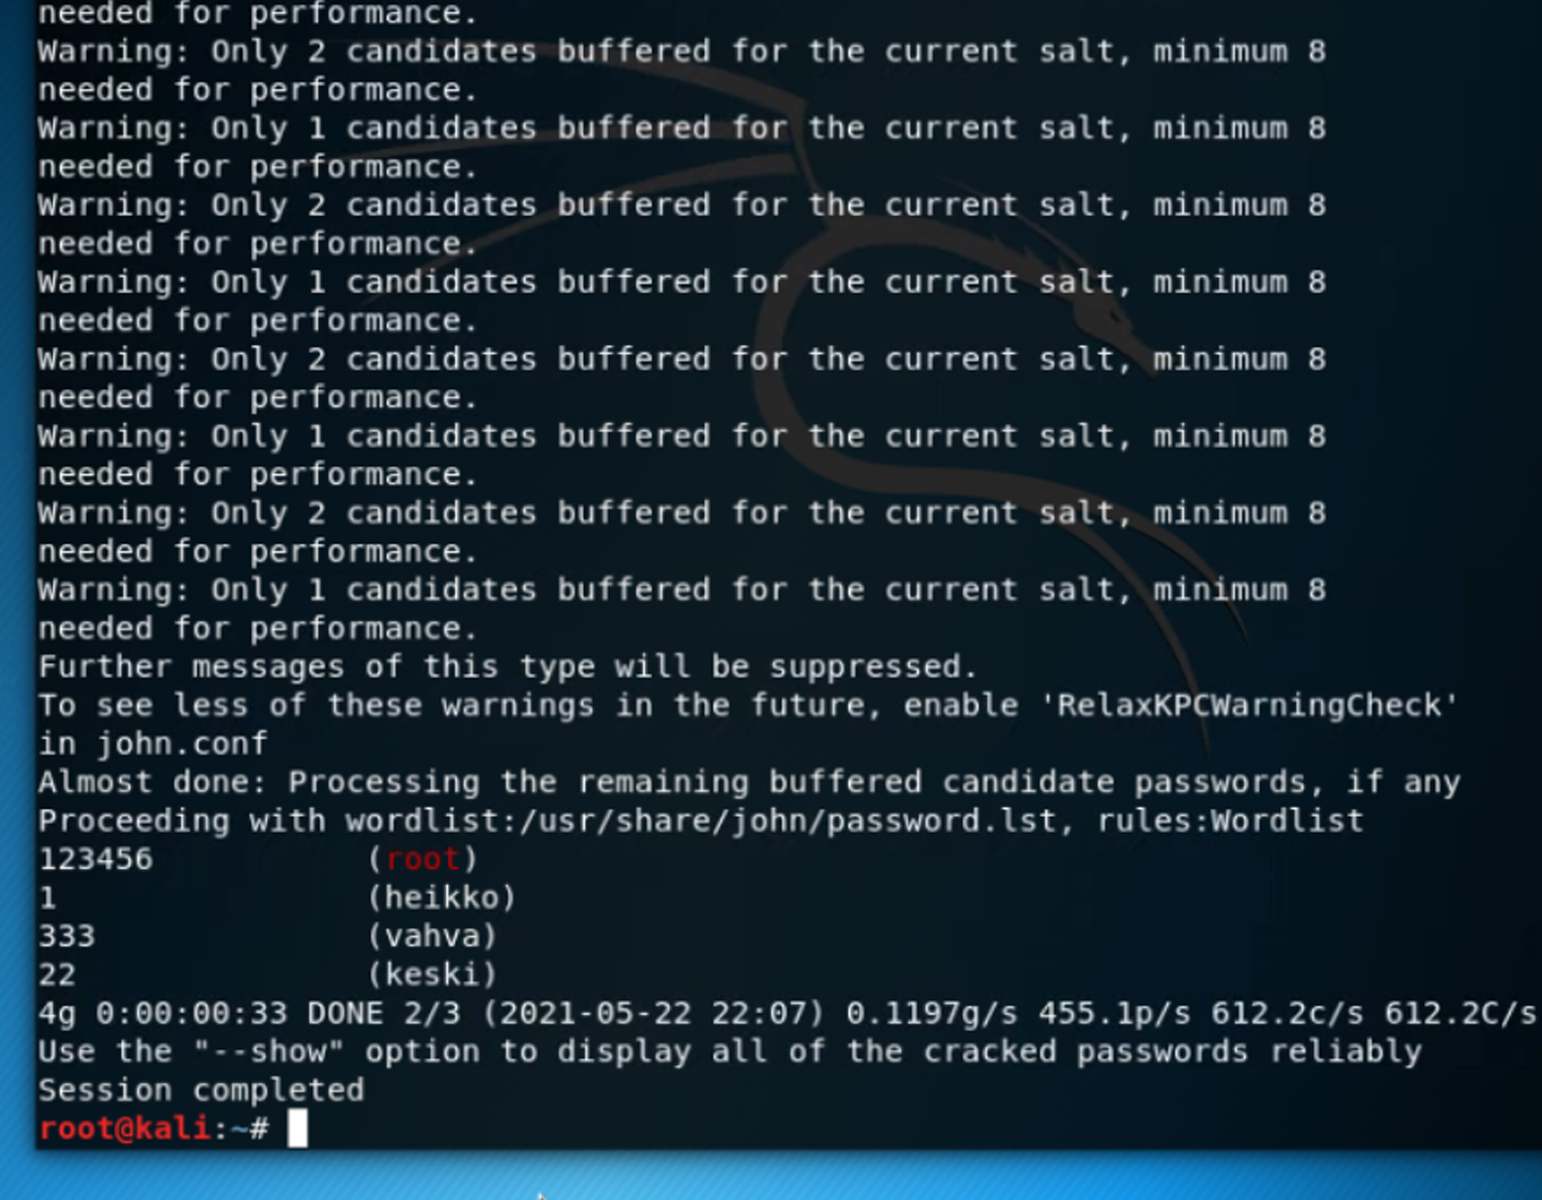 needed for performance.
Warning: Only 2 candidates buffered for the current salt, minimum 8
needed for performance.
Warning: Only 1 candidates buffered for the current salt, minimum 8
needed for performance.
Warning: Only 2 candidates buffered for the current salt, minimum 8
needed for performance.
Warning: Only 1 candidates buffered for the current salt, minimum 8
needed for performance.
Warning: Only 2 candidates buffered for the current salt, minimum 8
needed for performance.
Warning: Only 1 candidates buffered for the current salt, minimum 8
needed for performance.
Warning: Only 2 candidates buffered for the current salt, minimum 8
needed for performance.
Warning: Only 1 candidates buffered for the current salt, minimum 8
needed for performance.
Further messages of this type will be suppressed.
To see less of these warnings in the future, enable 'RelaxKPCWarningCheck'
in john.conf
Almost done: Processing the remaining buffered candidate passwords, if any
Proceeding with wordlist:/usr/share/john/password.lst, rules:Wordlist
123456 (root)
1 (heikko)
333 (vahva)
22 (keski)
4g 0:00:00:33 DONE 2/3 (2021-05-22 22:07) 0.1197g/s 455.1p/s 612.2c/s 612.2C/s
Use the "--show" option to display all of the cracked passwords reliably
Session completed
root@kali:~#